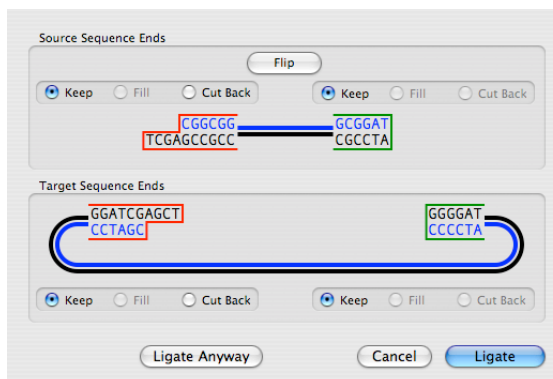 Source Sequence Ends
Flip
Keep Fill Cut Back Keep Fill Cut Back
CGGCGG GCGGAT
TCGAGCCGCC CGCCTA
Target Sequence Ends
GGATCGAGCT GGGGAT
CCTAGC CCCCTA
Keep Fill Cut Back Keep Fill Cut Back
Ligate Anyway Cancel Ligate